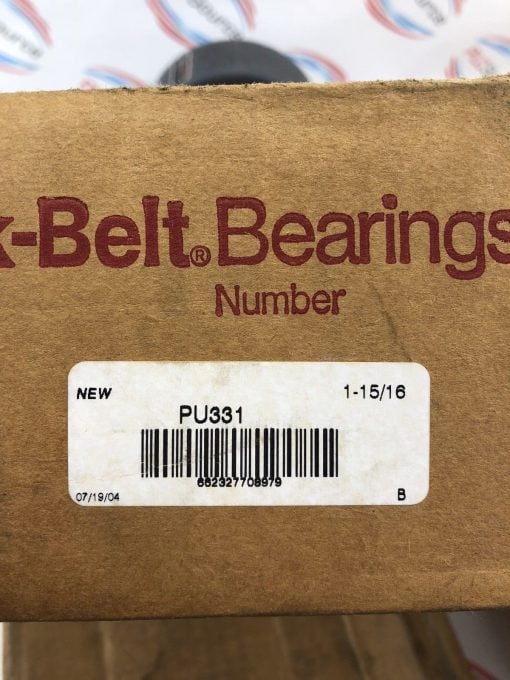 k-Belt® Bearings
Number
NEW 1-15/16
PU331
662327708979
07/19/04 B